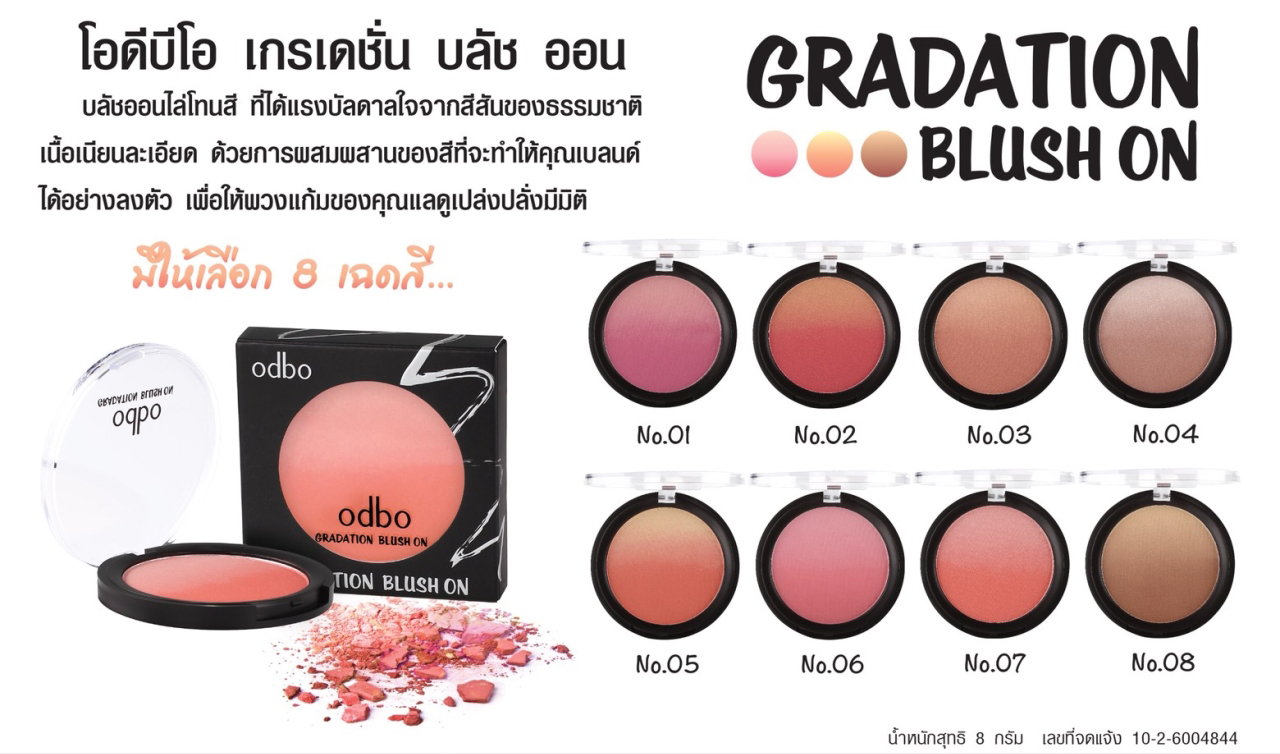 โอดีบีโอ เกรเดชั่น บลัช ออน
บลัชออนไล่โทนสี ที่ได้แรงบัลดาลใจจากสีสันของธรรมชาติ
เนื้อเนียนละเอียด ด้วยการผสมผสานของสีที่จะทำให้คุณเบลนด์
ได้อย่างลงตัว เพื่อให้พวงแก้มของคุณแลดูเปล่งปลั่งมีมิติ
มีให้เลือก 8 เฉดสี...
GRADATION
BLUSH ON
odbo
GRADATION BLUSH ON
odbo
odbo
GRADATION BLUSH ON
TION BLUSH ON
No.01
No.02
No.03
No.04
No.05
No.06
No.07
No.08
น้ำหนักสุทธิ 8 กรัม เลขที่จดแจ้ง 10-2-6004844